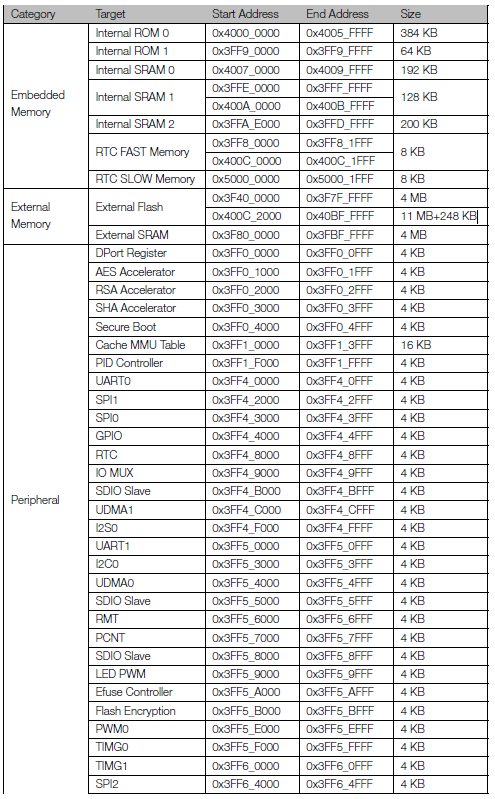 Category Target Start Address End Address Size
Internal ROM 0 0x4000_0000 0x4005_FFFF 384 KB
Internal ROM 1 0x3FF9_0000 0x3FF9_FFFF 64 KB
Internal SRAM 0 0x4007_0000 0x4009_FFFF 192 KB
Embedded Memory
Internal SRAM 1 0x3FFE_0000 0x3FFF_FFFF 128 KB
0x400A_0000 0x400B_FFFF
Internal SRAM 2 0x3FFA_E000 0x3FFD_FFFF 200 KB
RTC FAST Memory 0x3FF8_0000 0x3FF8_1FFF 8 KB
0x400C_0000 0x400C_1FFF
RTC SLOW Memory 0x5000_0000 0x5000_1FFF 8 KB
External Memory
External Flash 0x3F40_0000 0x3F7F_FFFF 4 MB
0x400C_2000 0x40BF_FFFF 11 MB+248 KB
External SRAM 0x3F80_0000 0x3FBF_FFFF 4 MB
Peripheral
DPort Register 0x3FF0_0000 0x3FF0_0FFF 4 KB
AES Accelerator 0x3FF0_1000 0x3FF0_1FFF 4 KB
RSA Accelerator 0x3FF0_2000 0x3FF0_2FFF 4 KB
SHA Accelerator 0x3FF0_3000 0x3FF0_3FFF 4 KB
Secure Boot 0x3FF0_4000 0x3FF0_4FFF 4 KB
Cache MMU Table 0x3FF1_0000 0x3FF1_3FFF 16 KB
PID Controller 0x3FF1_F000 0x3FF1_FFFF 4 KB
UART0 0x3FF4_0000 0x3FF4_0FFF 4 KB
SPI1 0x3FF4_2000 0x3FF4_2FFF 4 KB
SPI0 0x3FF4_3000 0x3FF4_3FFF 4 KB
GPIO 0x3FF4_4000 0x3FF4_4FFF 4 KB
RTC 0x3FF4_8000 0x3FF4_8FFF 4 KB
IO MUX 0x3FF4_9000 0x3FF4_9FFF 4 KB
SDIO Slave 0x3FF4_B000 0x3FF4_BFFF 4 KB
UDMA1 0x3FF4_C000 0x3FF4_CFFF 4 KB
I2S0 0x3FF4_F000 0x3FF4_FFFF 4 KB
UART1 0x3FF5_0000 0x3FF5_0FFF 4 KB
I2C0 0x3FF5_3000 0x3FF5_3FFF 4 KB
UDMA0 0x3FF5_4000 0x3FF5_4FFF 4 KB
SDIO Slave 0x3FF5_5000 0x3FF5_5FFF 4 KB
RMT 0x3FF5_6000 0x3FF5_6FFF 4 KB
PCNT 0x3FF5_7000 0x3FF5_7FFF 4 KB
SDIO Slave 0x3FF5_8000 0x3FF5_8FFF 4 KB
LED PWM 0x3FF5_9000 0x3FF5_9FFF 4 KB
Efuse Controller 0x3FF5_A000 0x3FF5_AFFF 4 KB
Flash Encryption 0x3FF5_B000 0x3FF5_BFFF 4 KB
PWM0 0x3FF5_E000 0x3FF5_EFFF 4 KB
TIMG0 0x3FF5_F000 0x3FF5_FFFF 4 KB
TIMG1 0x3FF6_0000 0x3FF6_0FFF 4 KB
SPI2 0x3FF6_4000 0x3FF6_4FFF 4 KB